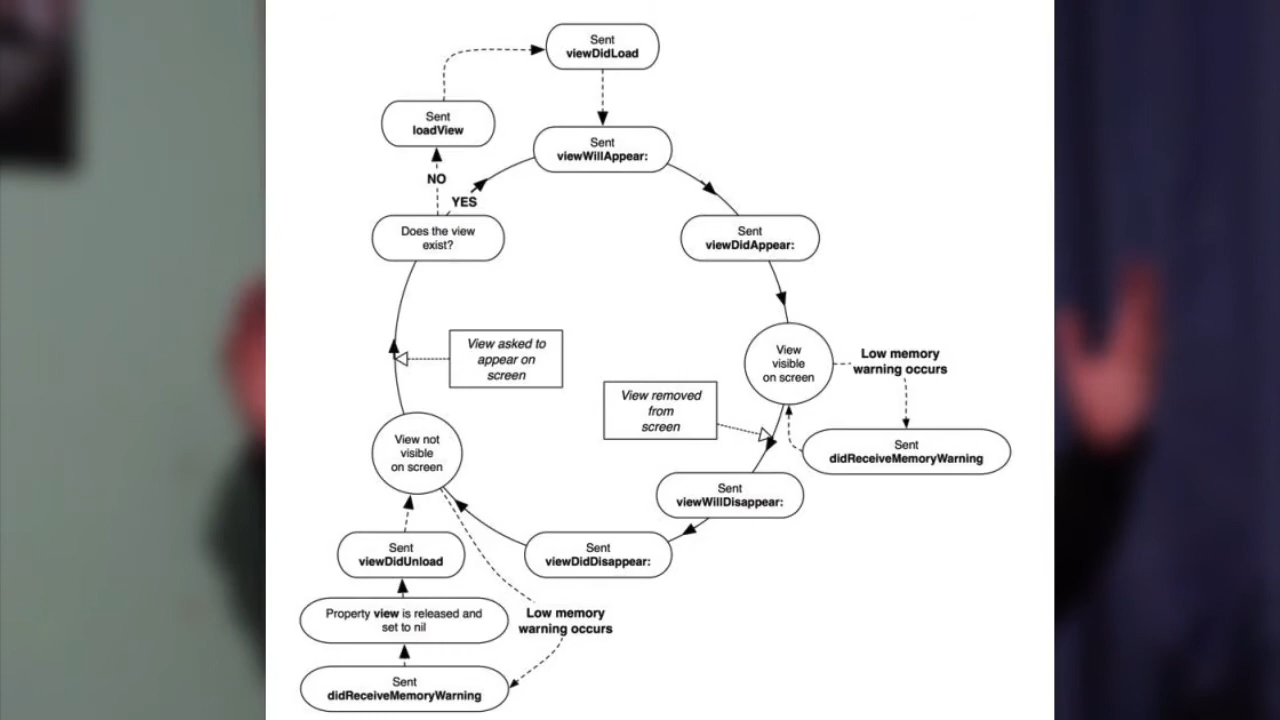 Sent
viewDidLoad
Sent
loadView
Sent
viewWillAppear:
NO
YES
Does the view
exist?
Sent
viewDidAppear:
View asked to
appear on
screen
View
visible
on screen
Low memory
warning occurs
View removed
from
screen
Sent
didReceiveMemoryWarning
View not
visible
on screen
Sent
viewWillDisappear:
Sent
viewDidDisappear:
Sent
viewDidUnload
Property view is released and
set to nil
Low memory
warning occurs
Sent
didReceiveMemoryWarning